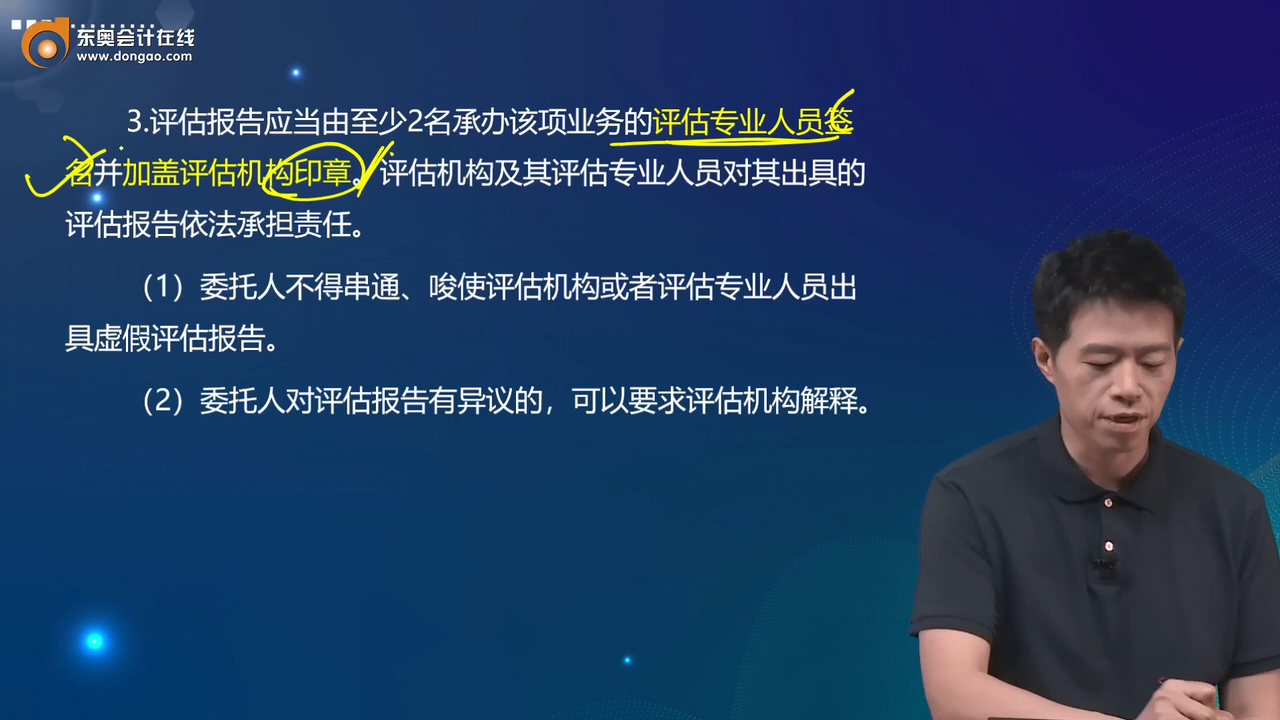 东奥会计在线
www.dongao.com
3.评估报告应当由至少2名承办该项业务的评估专业人员签
名并加盖评估机构印章。评估机构及其评估专业人员对其出具的
评估报告依法承担责任。
（1）委托人不得串通、唆使评估机构或者评估专业人员出
具虚假评估报告。
（2）委托人对评估报告有异议的，可以要求评估机构解释。